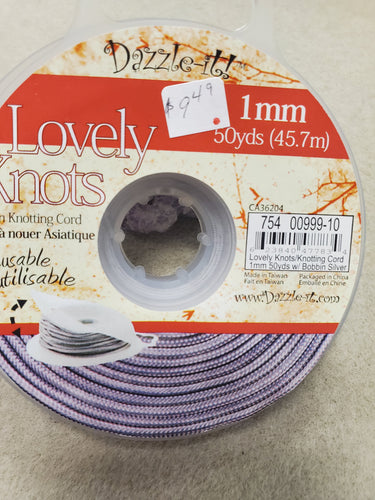 Dazzle-it!™
$9.49
1mm
50yds (45.7m)
Lovely
Knots
Knotting Cord
à nouer Asiatique
CA36204
754 00999-10
Lovely Knots/Knotting Cord
1mm 50yds w/ Bobbin Silver
Made in Taiwan
Fait en Taiwan
Packaged in China
Emballé en Chine
www.Dazzle-it.com